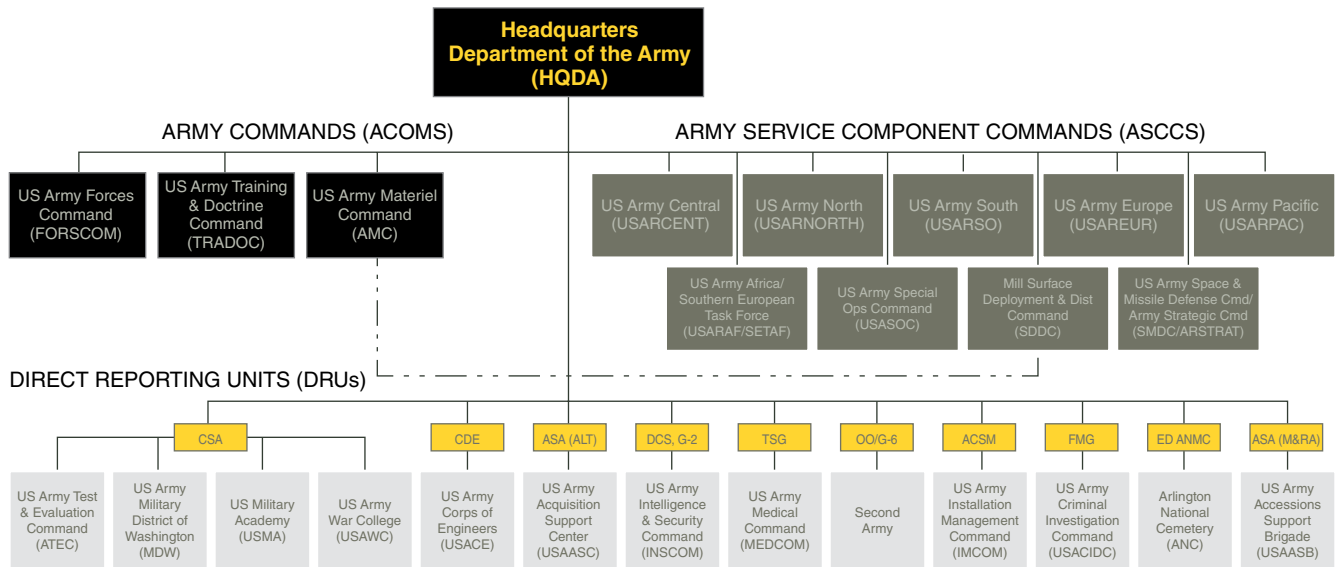 Headquarters
Department of the Army
(HQDA)
ARMY COMMANDS (ACOMS)
ARMY SERVICE COMPONENT COMMANDS (ASCCS)
US Army Forces
Command
(FORSCOM)
US Army Training
& Doctrine
Command
(TRADOC)
US Army Materiel
Command
(AMC)
US Army Central
(USARCENT)
US Army North
(USARNORTH)
US Army South
(USARSO)
US Army Europe
(USAREUR)
US Army Pacific
(USARPAC)
US Army Africa/
Southern European
Task Force
(USARAF/SETAF)
US Army Special
Ops Command
(USASOC)
Mill Surface
Deployment & Dist
Command
(SDDC)
US Army Space &
Missile Defense Cmd/
Army Strategic Cmd
(SMDC/ARSTRAT)
DIRECT REPORTING UNITS (DRUs)
CSA
CDE
ASA (ALT)
DCS, G-2
TSG
OO/G-6
ACSM
FMG
ED ANMC
ASA (M&RA)
US Army Test
& Evaluation
Command
(ATEC)
US Army
Military
District of
Washington
(MDW)
US Military
Academy
(USMA)
US Army
War College
(USAWC)
US Army
Corps of
Engineers
(USACE)
US Army
Acquisition
Support
Center
(USAASC)
US Army
Intelligence
& Security
Command
(INSCOM)
US Army
Medical
Command
(MEDCOM)
Second
Army
US Army
Installation
Management
Command
(IMCOM)
US Army
Criminal
Investigation
Command
(USACIDC)
Arlington
National
Cemetery
(ANC)
US Army
Accessions
Support
Brigade
(USAASB)